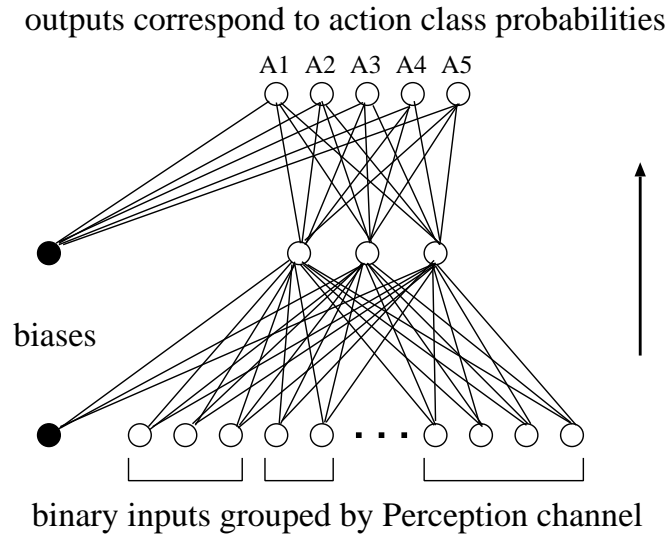 outputs correspond to action class probabilities
A1 A2 A3 A4 A5
biases
. . .
binary inputs grouped by Perception channel